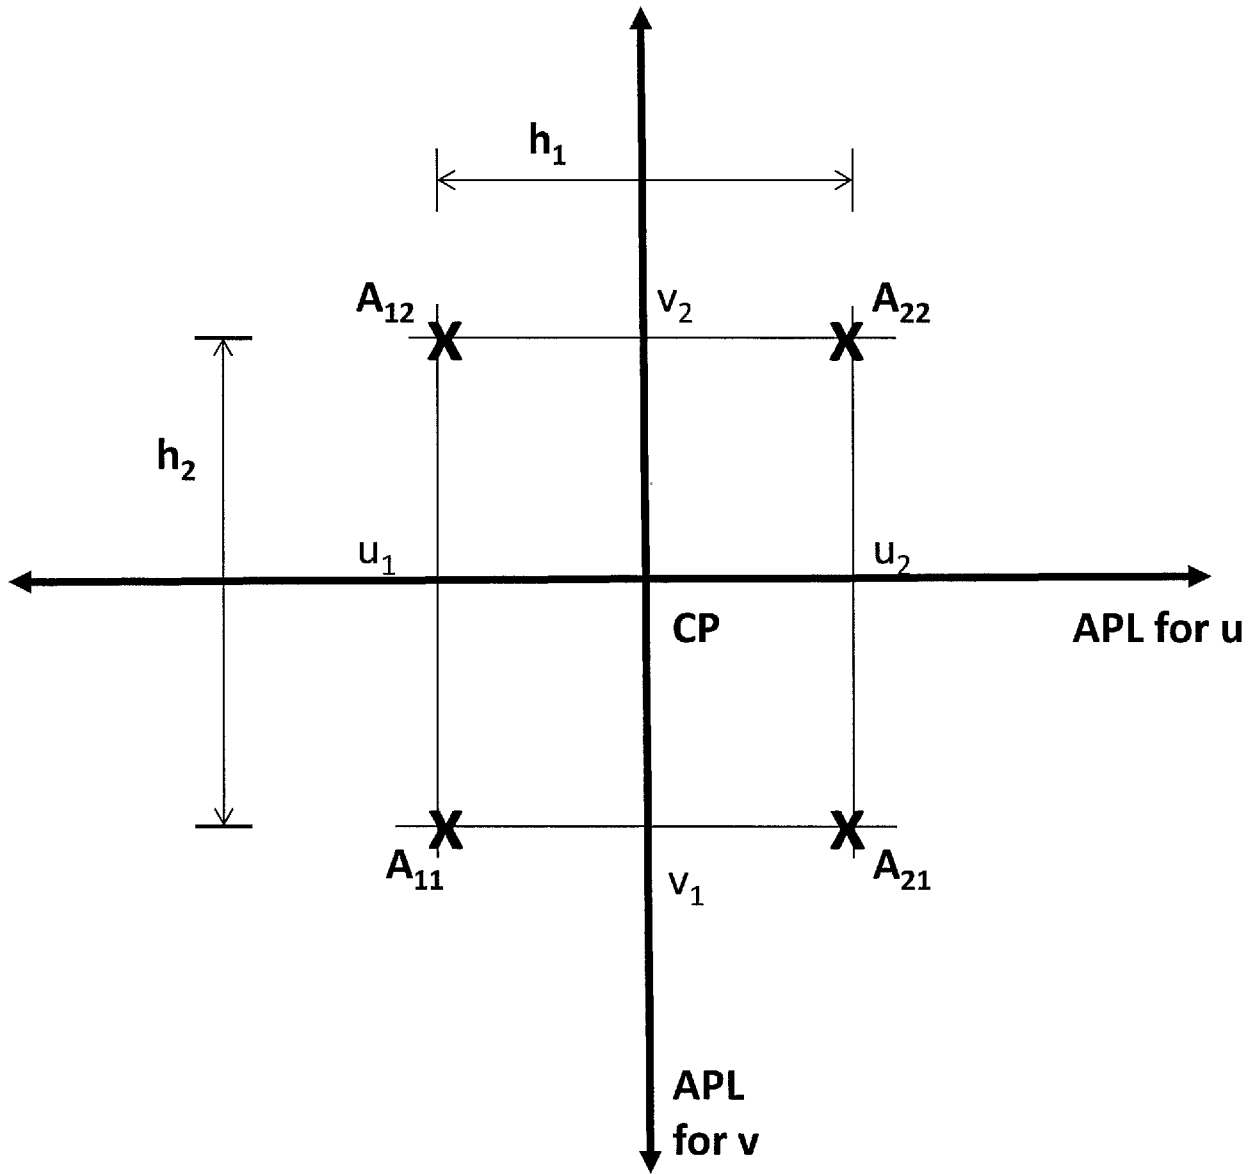 h₁
A₁₂
v₂
A₂₂
h₂
u₁
u₂
CP
APL for u
A₁₁
v₁
A₂₁
APL
for v